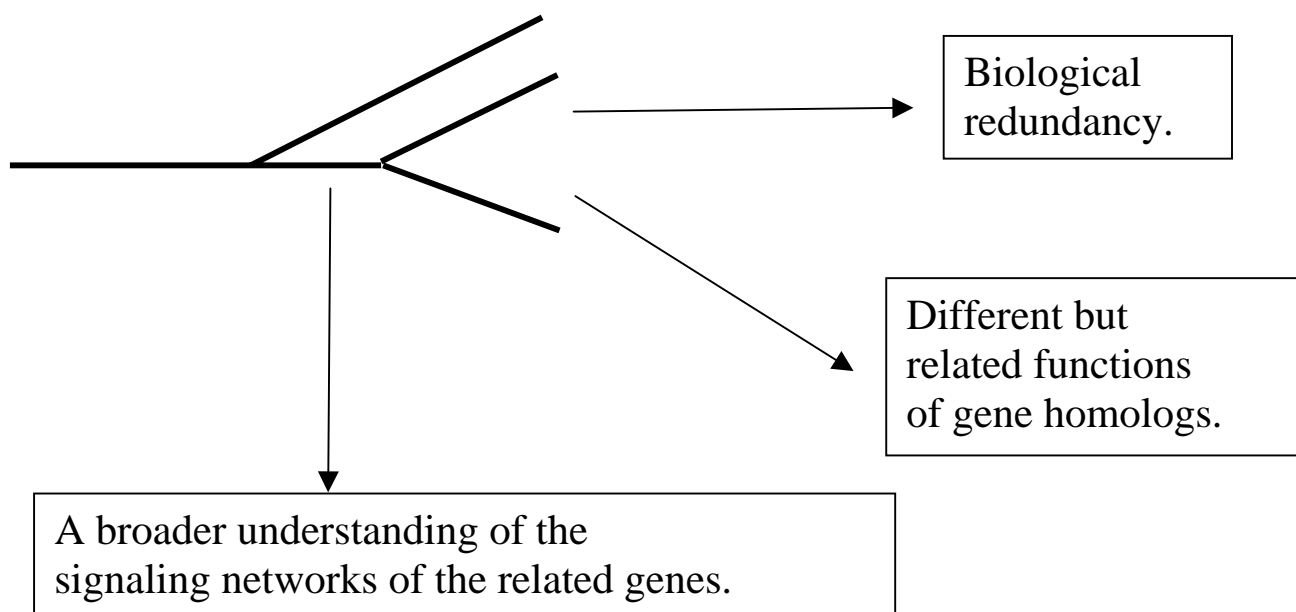 Biological
redundancy.
Different but
related functions
of gene homologs.
A broader understanding of the
signaling networks of the related genes.